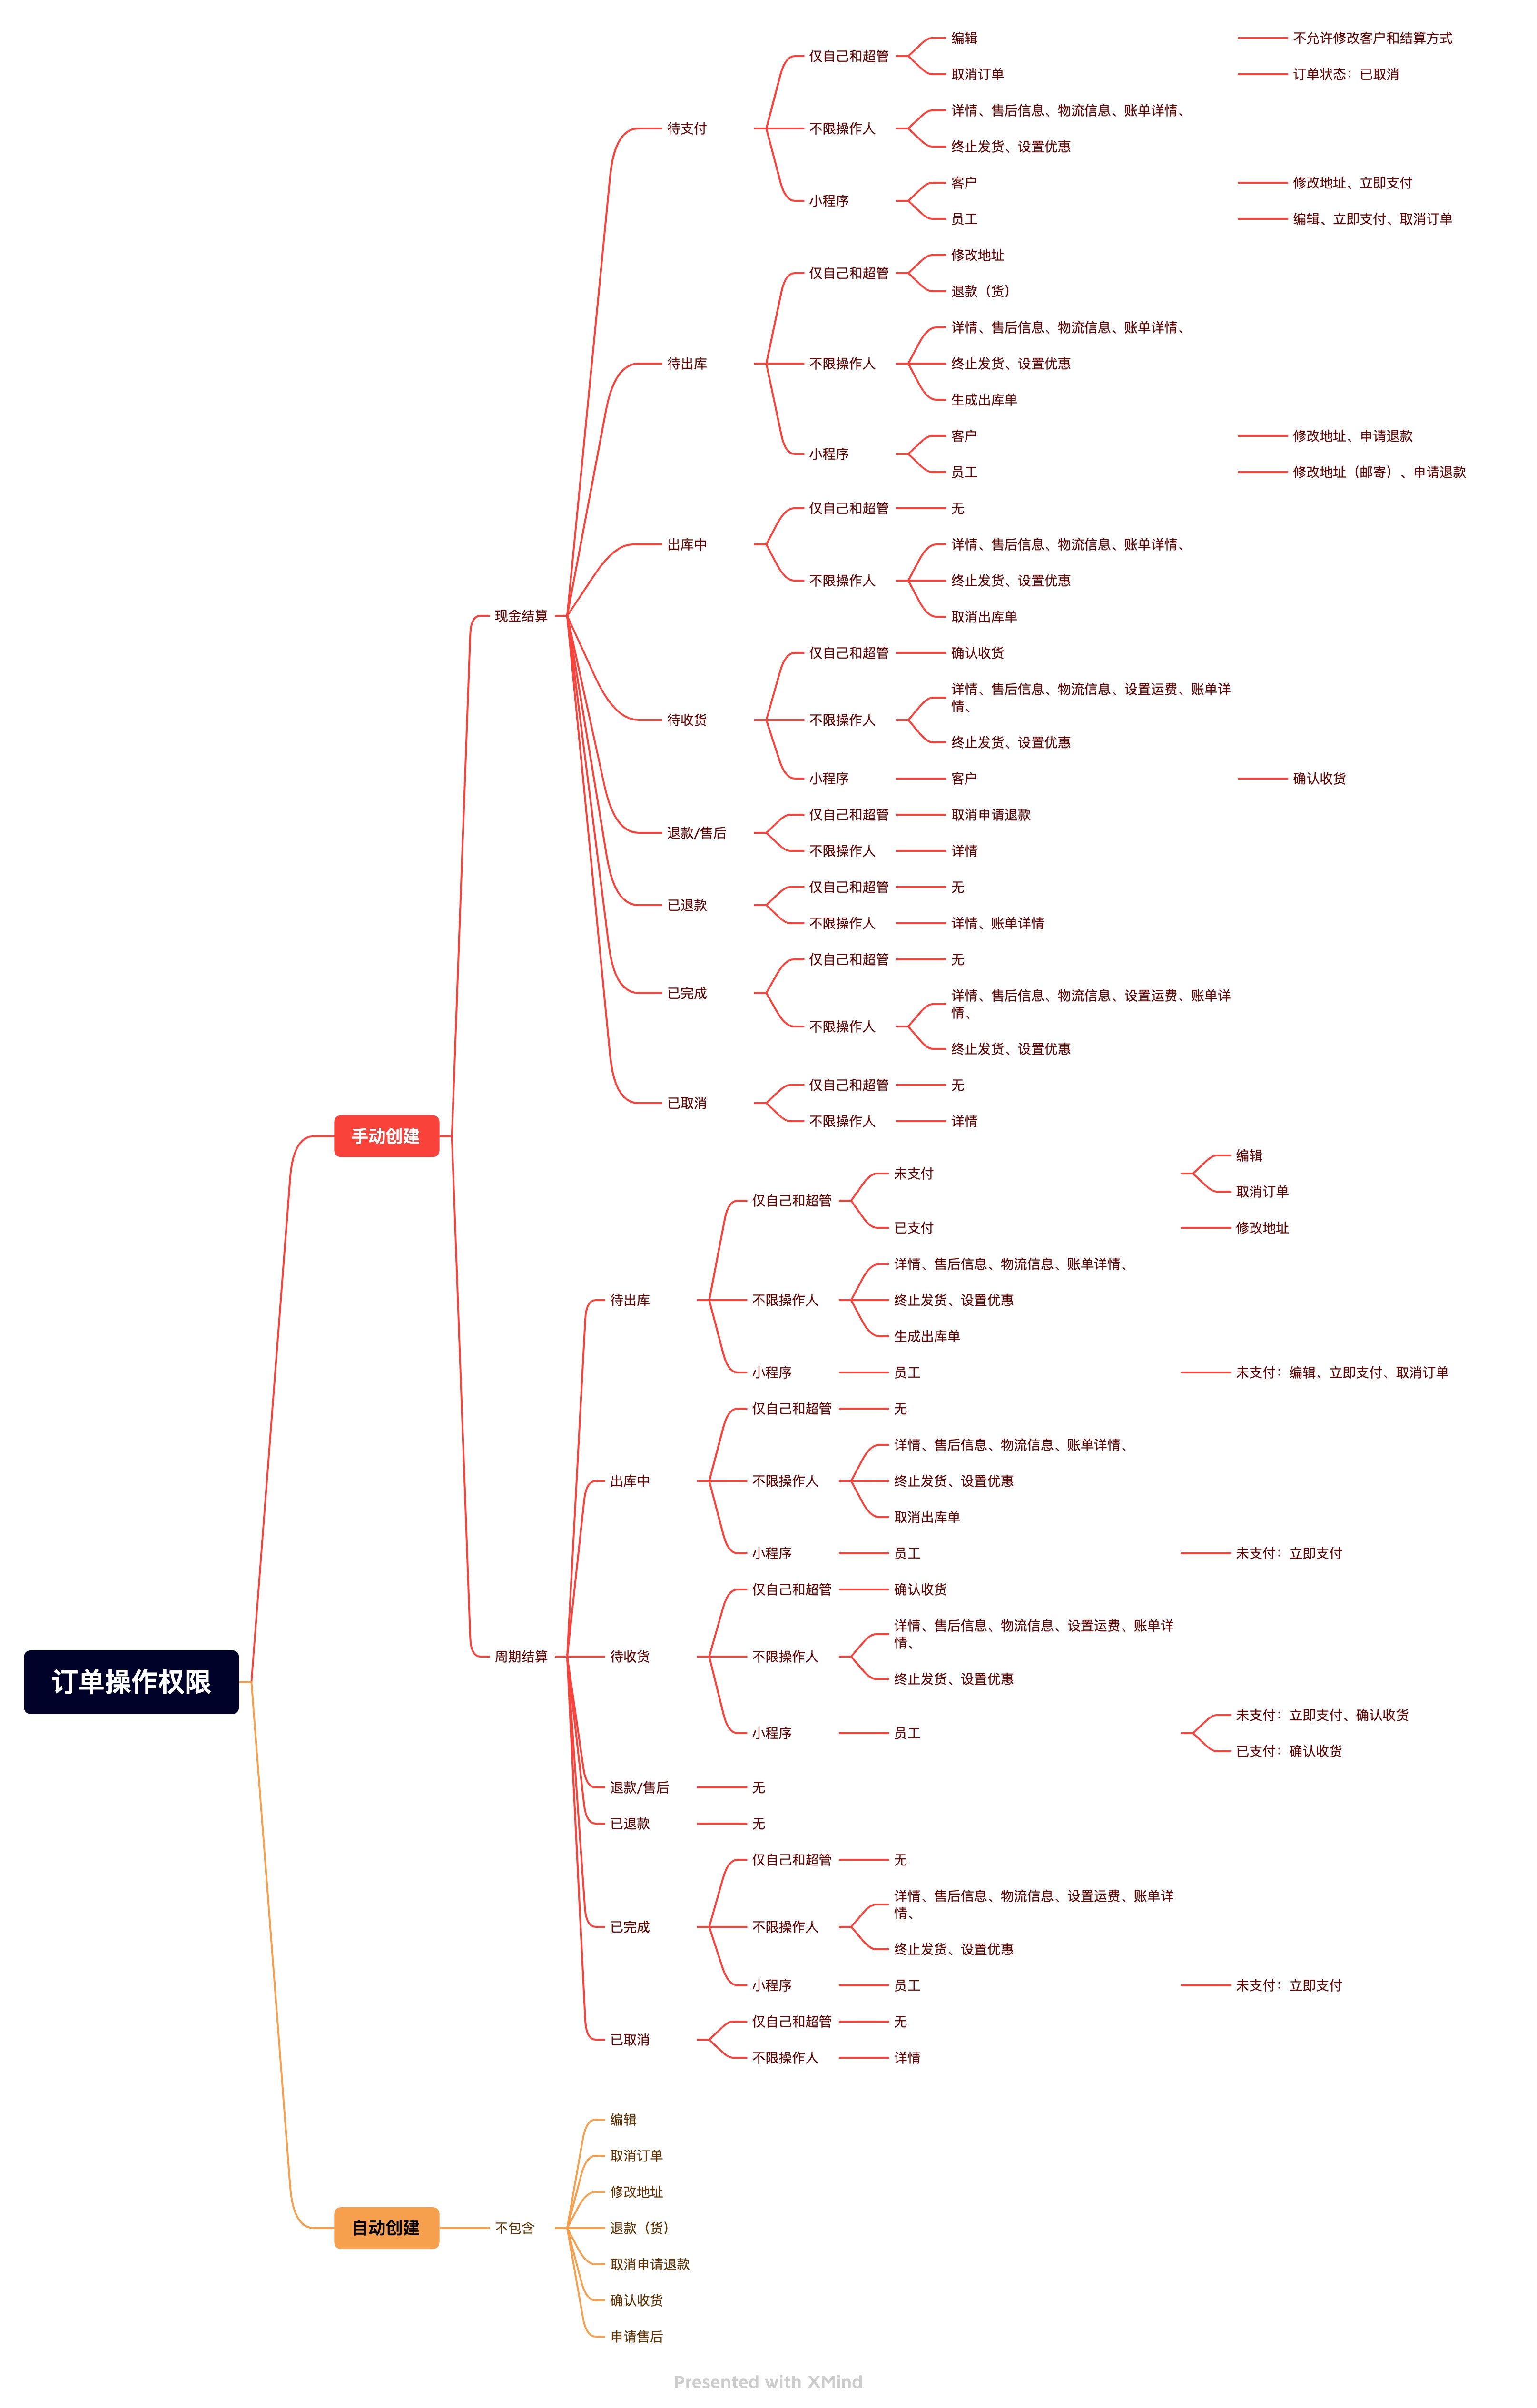 订单操作权限
手动创建
现金结算
待支付
仅自己和超管
编辑
不允许修改客户和结算方式
取消订单
订单状态：已取消
不限操作人
详情、售后信息、物流信息、账单详情、
终止发货、设置优惠
小程序
客户
修改地址、立即支付
员工
编辑、立即支付、取消订单
待出库
仅自己和超管
修改地址
退款（货）
不限操作人
详情、售后信息、物流信息、账单详情、
终止发货、设置优惠
生成出库单
小程序
客户
修改地址、申请退款
员工
修改地址（邮寄）、申请退款
出库中
仅自己和超管
无
不限操作人
详情、售后信息、物流信息、账单详情、
终止发货、设置优惠
取消出库单
待收货
仅自己和超管
确认收货
不限操作人
详情、售后信息、物流信息、设置运费、账单详
情、
终止发货、设置优惠
小程序
客户
确认收货
退款/售后
仅自己和超管
取消申请退款
不限操作人
详情
已退款
仅自己和超管
无
不限操作人
详情、账单详情
已完成
仅自己和超管
无
不限操作人
详情、售后信息、物流信息、设置运费、账单详
情、
终止发货、设置优惠
已取消
仅自己和超管
无
不限操作人
详情
周期结算
待出库
仅自己和超管
未支付
编辑
取消订单
已支付
修改地址
不限操作人
详情、售后信息、物流信息、账单详情、
终止发货、设置优惠
生成出库单
小程序
员工
未支付：编辑、立即支付、取消订单
出库中
仅自己和超管
无
不限操作人
详情、售后信息、物流信息、账单详情、
终止发货、设置优惠
取消出库单
小程序
员工
未支付：立即支付
待收货
仅自己和超管
确认收货
不限操作人
详情、售后信息、物流信息、设置运费、账单详
情、
终止发货、设置优惠
小程序
员工
未支付：立即支付、确认收货
已支付：确认收货
退款/售后
无
已退款
无
已完成
仅自己和超管
无
不限操作人
详情、售后信息、物流信息、设置运费、账单详
情、
终止发货、设置优惠
小程序
员工
未支付：立即支付
已取消
仅自己和超管
无
不限操作人
详情
自动创建
不包含
编辑
取消订单
修改地址
退款（货）
取消申请退款
确认收货
申请售后
Presented with XMind